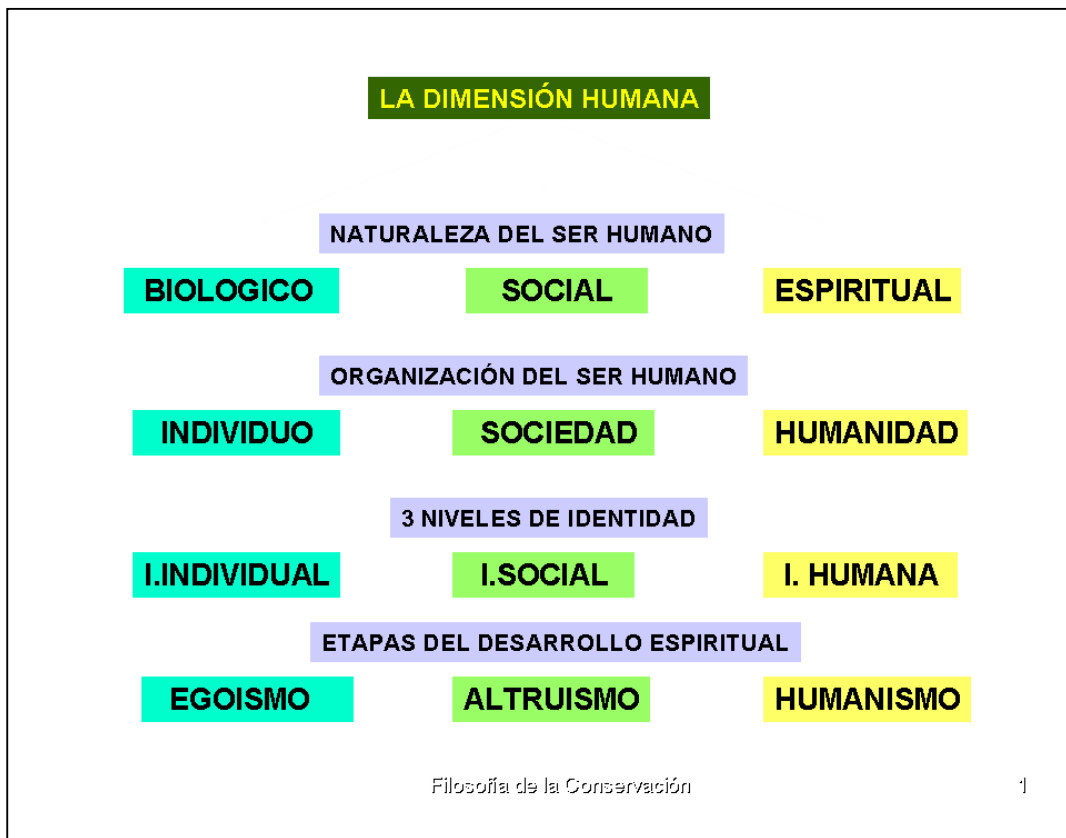 LA DIMENSIÓN HUMANA
NATURALEZA DEL SER HUMANO
BIOLOGICO SOCIAL ESPIRITUAL
ORGANIZACIÓN DEL SER HUMANO
INDIVIDUO SOCIEDAD HUMANIDAD
3 NIVELES DE IDENTIDAD
I.INDIVIDUAL I.SOCIAL I. HUMANA
ETAPAS DEL DESARROLLO ESPIRITUAL
EGOISMO ALTRUISMO HUMANISMO
Filosofía de la Conservación 1